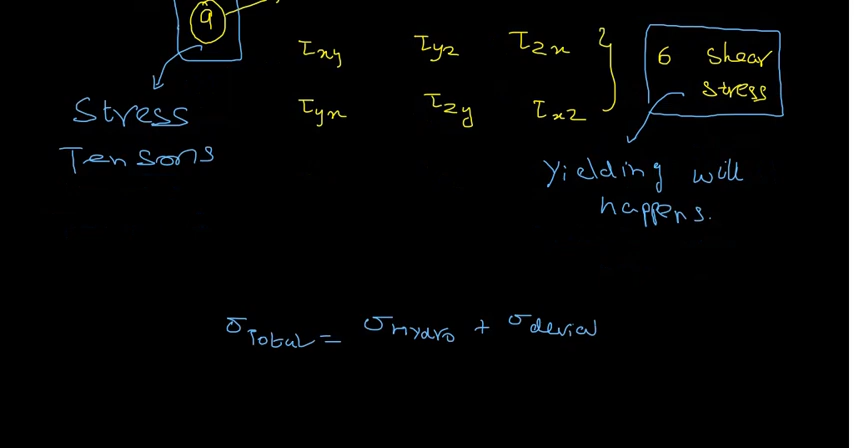 9
τxy τyz τzx
6 Shear
stress
τyx τzy τxz
Stress
Tensors
Yielding will
happens.
σTotal = σHydro + σdevial